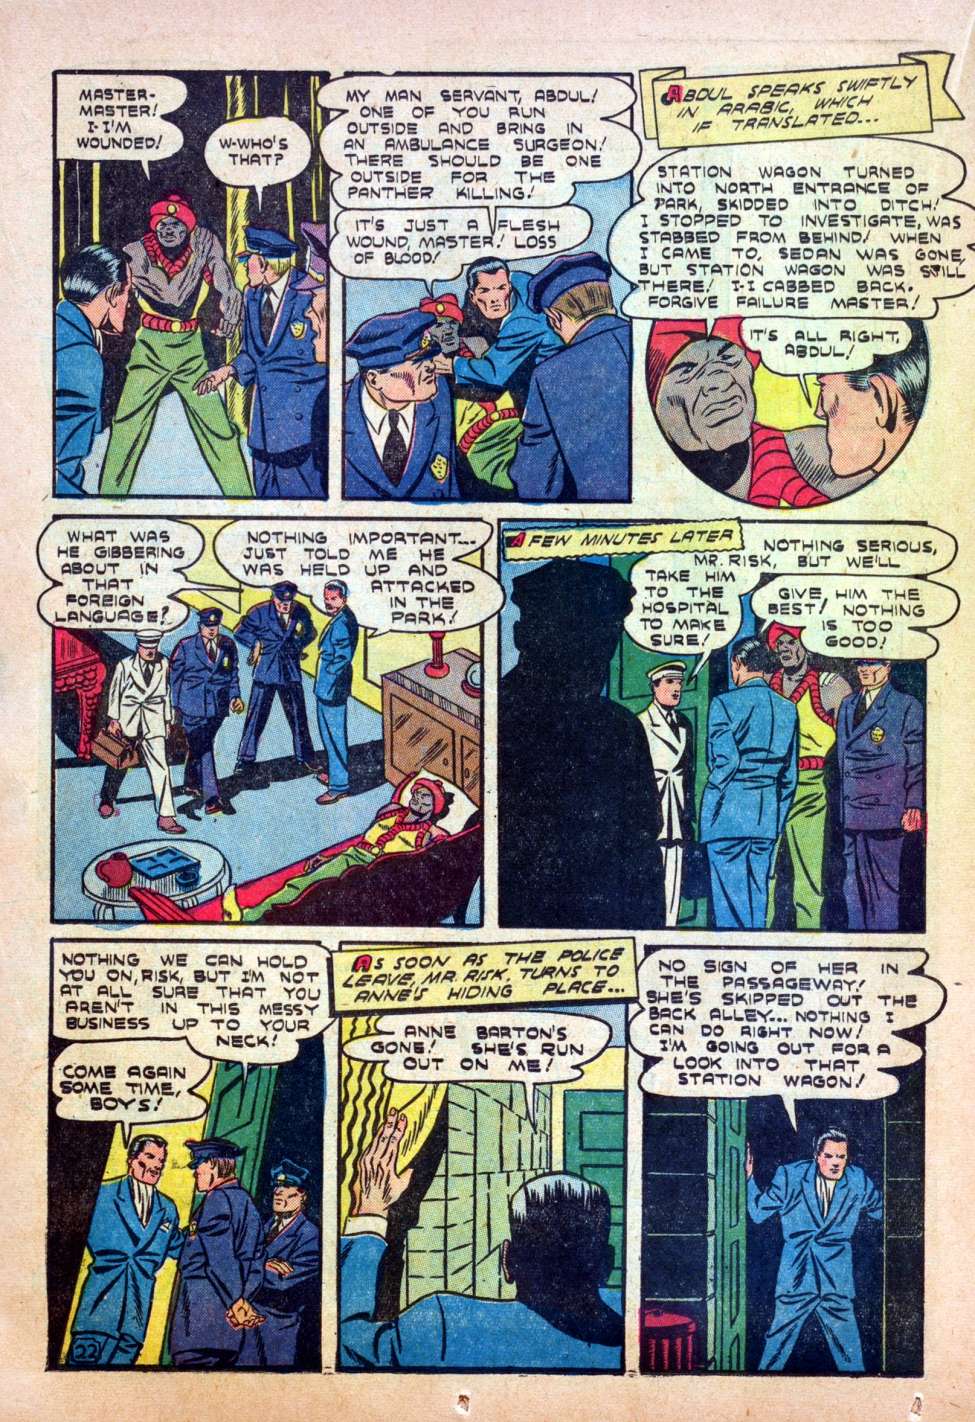 MASTER-
MASTER!
I-I'M
WOUNDED!
W-WHO'S
THAT?
MY MAN SERVANT, ABDUL!
ONE OF YOU RUN
OUTSIDE AND BRING IN
AN AMBULANCE SURGEON!
THERE SHOULD BE ONE
OUTSIDE FOR THE
PANTHER KILLING!
IT'S JUST A FLESH
WOUND, MASTER! LOSS
OF BLOOD!
ABDUL SPEAKS SWIFTLY
IN ARABIC, WHICH
IF TRANSLATED...
STATION WAGON TURNED
INTO NORTH ENTRANCE OF
PARK, SKIDDED INTO DITCH!
I STOPPED TO INVESTIGATE, WAS
STABBED FROM BEHIND! WHEN
I CAME TO, SEDAN WAS GONE,
BUT STATION WAGON WAS STILL
THERE! I-I CABBED BACK.
FORGIVE FAILURE MASTER!
IT'S ALL RIGHT,
ABDUL!
WHAT WAS
HE GIBBERING
ABOUT IN
THAT
FOREIGN
LANGUAGE?
NOTHING IMPORTANT...
JUST TOLD ME HE
WAS HELD UP AND
ATTACKED
IN THE
PARK!
A FEW MINUTES LATER
NOTHING SERIOUS,
MR. RISK, BUT WE'LL
TAKE HIM
TO THE
HOSPITAL
TO MAKE
SURE!
GIVE HIM THE
BEST! NOTHING
IS TOO
GOOD!
NOTHING WE CAN HOLD
YOU ON, RISK, BUT I'M NOT
AT ALL SURE THAT YOU
AREN'T IN THIS MESSY
BUSINESS UP TO YOUR
NECK!
COME AGAIN
SOME TIME,
BOYS!
22
AS SOON AS THE POLICE
LEAVE, MR. RISK, TURNS TO
ANNE'S HIDING PLACE...
ANNE BARTON'S
GONE! SHE'S RUN
OUT ON ME!
NO SIGN OF HER IN
THE PASSAGEWAY!
SHE'S SKIPPED OUT THE
BACK ALLEY... NOTHING I
CAN DO RIGHT NOW!
I'M GOING OUT FOR A
LOOK INTO THAT
STATION WAGON!